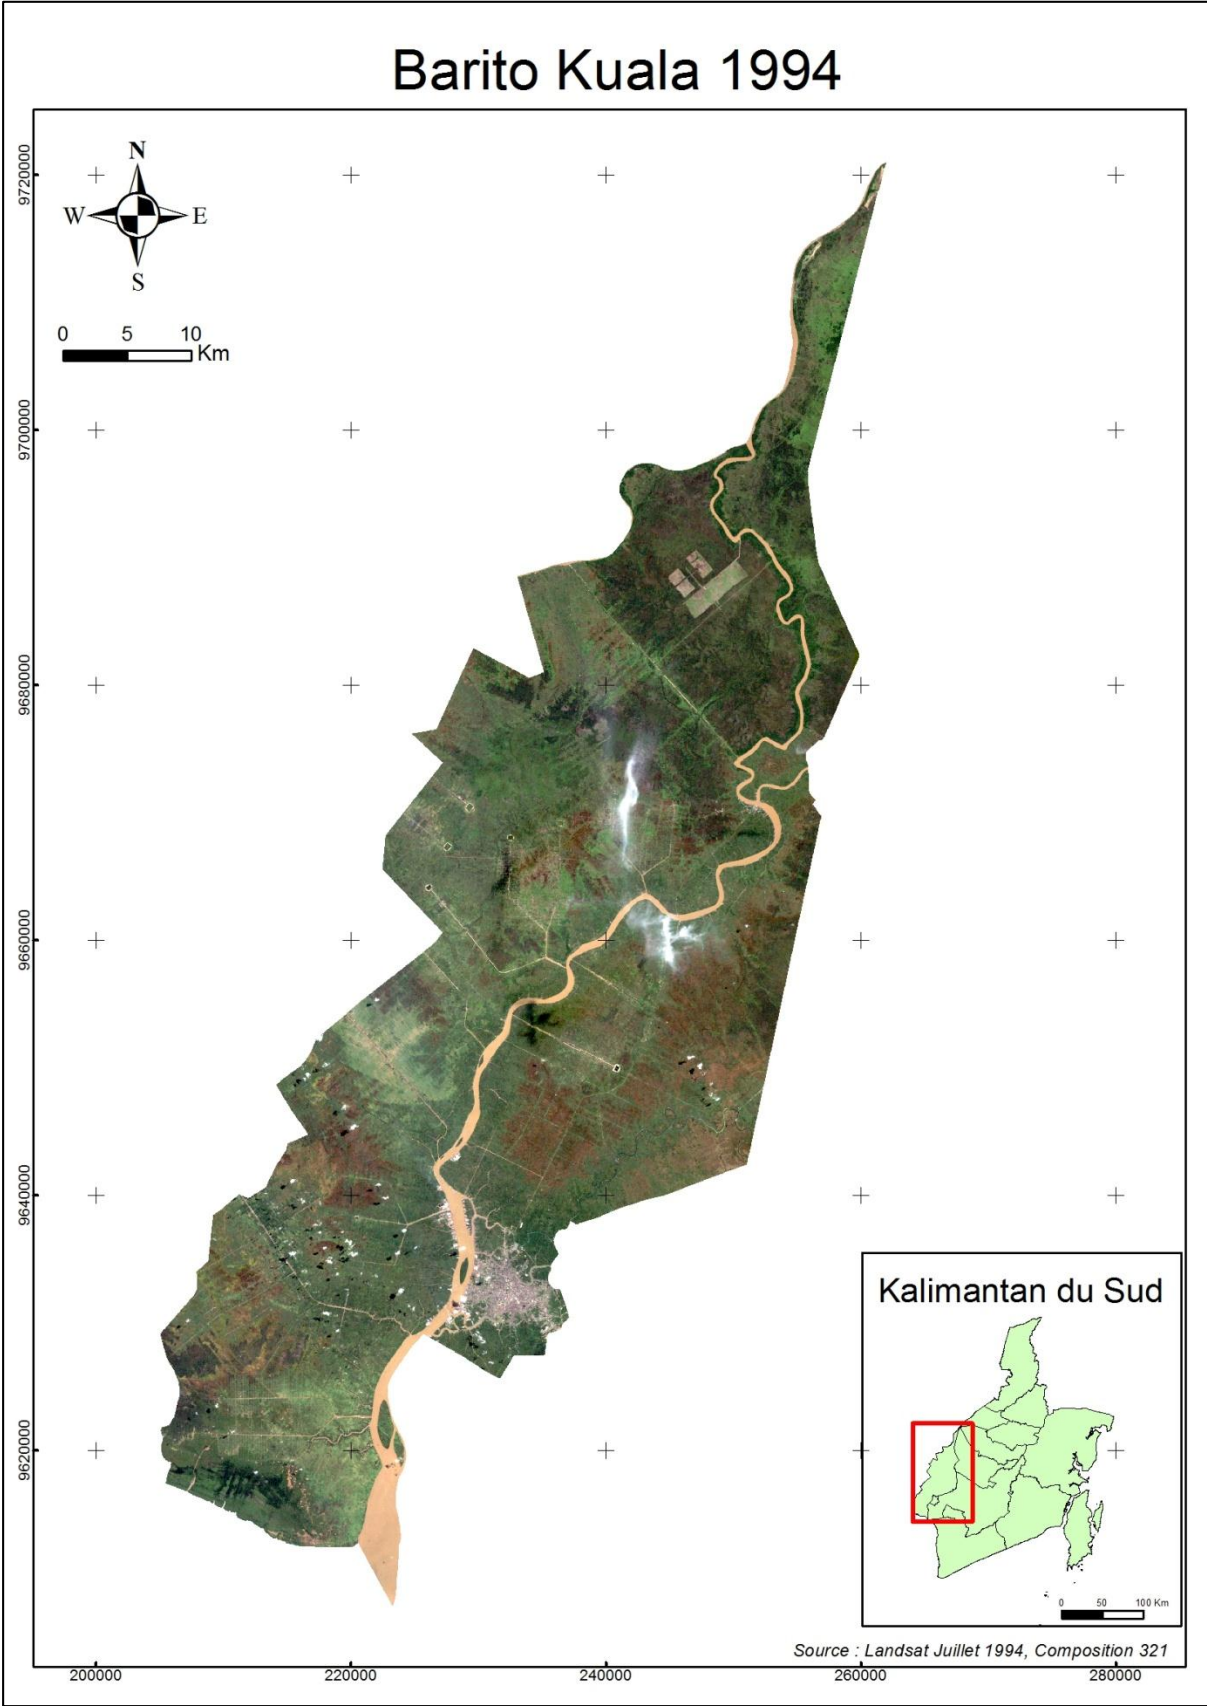 Barito Kuala 1994
N
W E
S
0 5 10
Km
9720000
9700000
9680000
9660000
9640000
9620000
Kalimantan du Sud
0 50 100 Km
Source : Landsat Juillet 1994, Composition 321
200000 220000 240000 260000 280000